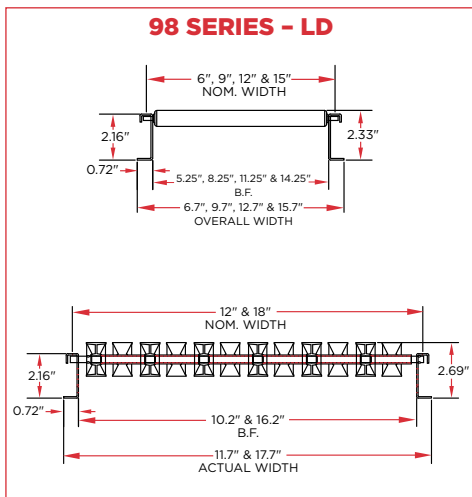 98 SERIES – LD
6", 9", 12" & 15"
NOM. WIDTH
2.16"
2.33"
0.72"
5.25", 8.25", 11.25" & 14.25"
B.F.
6.7", 9.7", 12.7" & 15.7"
OVERALL WIDTH
12" & 18"
NOM. WIDTH
2.16"
2.69"
0.72"
10.2" & 16.2"
B.F.
11.7" & 17.7"
ACTUAL WIDTH